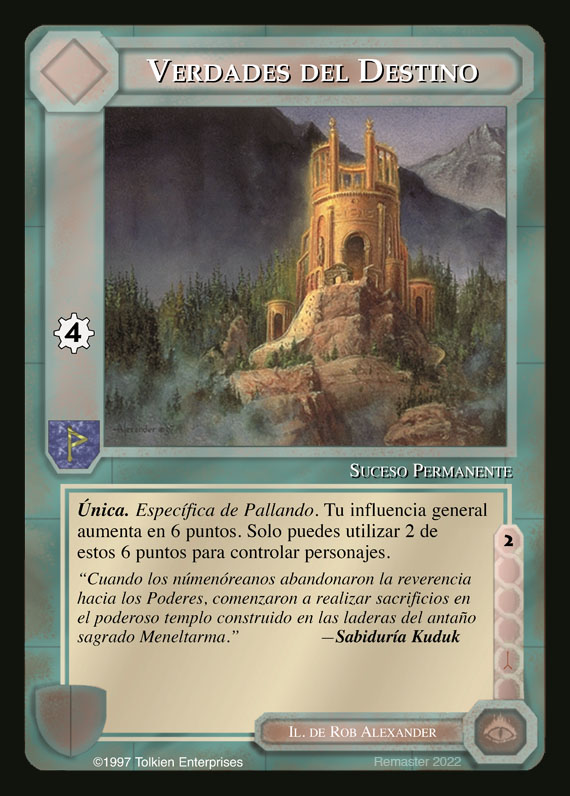 VERDADES DEL DESTINO
4
SUCESO PERMANENTE
Única. Específica de Pallando. Tu influencia general
aumenta en 6 puntos. Solo puedes utilizar 2 de
estos 6 puntos para controlar personajes.
2
“Cuando los númenóreanos abandonaron la reverencia
hacia los Poderes, comenzaron a realizar sacrificios en
el poderoso templo construido en las laderas del antaño
sagrado Meneltarma.” —Sabiduría Kuduk
IL. DE ROB ALEXANDER
©1997 Tolkien Enterprises
Remaster 2022